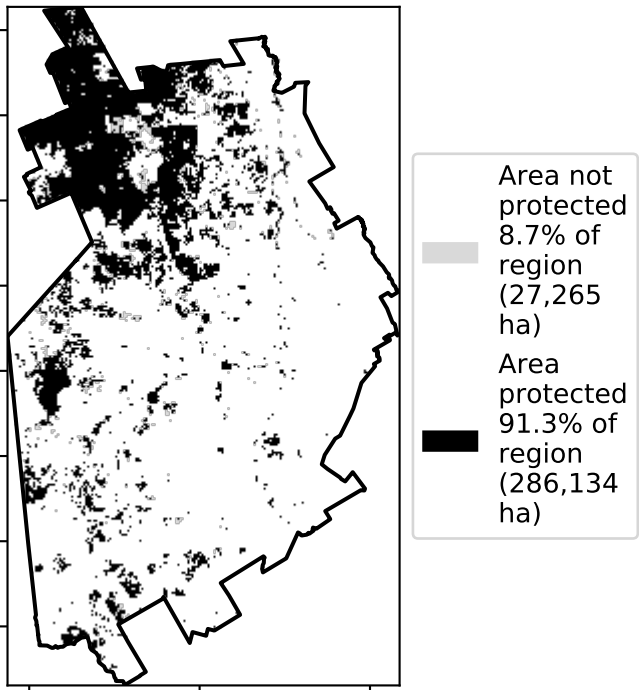 Area not
protected
8.7% of
region
(27,265
ha)
Area
protected
91.3% of
region
(286,134
ha)